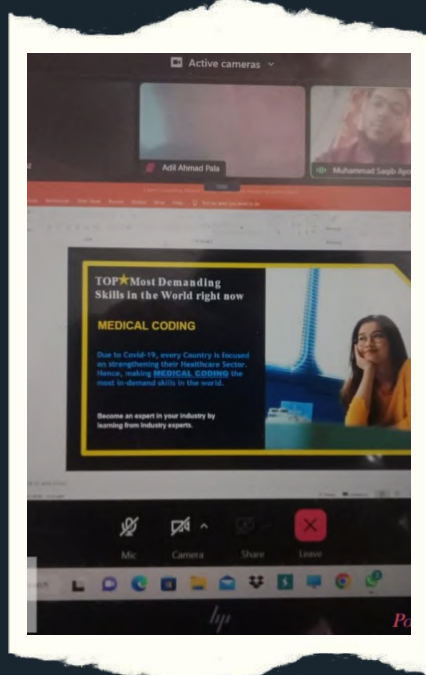 Active cameras
Adil Ahmad Pala
Muhammad Saqib
TOP Most Demanding
Skills in the World right now
MEDICAL CODING
Due to Covid-19, every Country is focused
on strengthening their Healthcare Sector.
Hence, making MEDICAL CODING the
most in-demand skills in the world.
Become an expert in your industry by
learning from industry experts.
Mic
Camera
Share
Leave
hp
Po